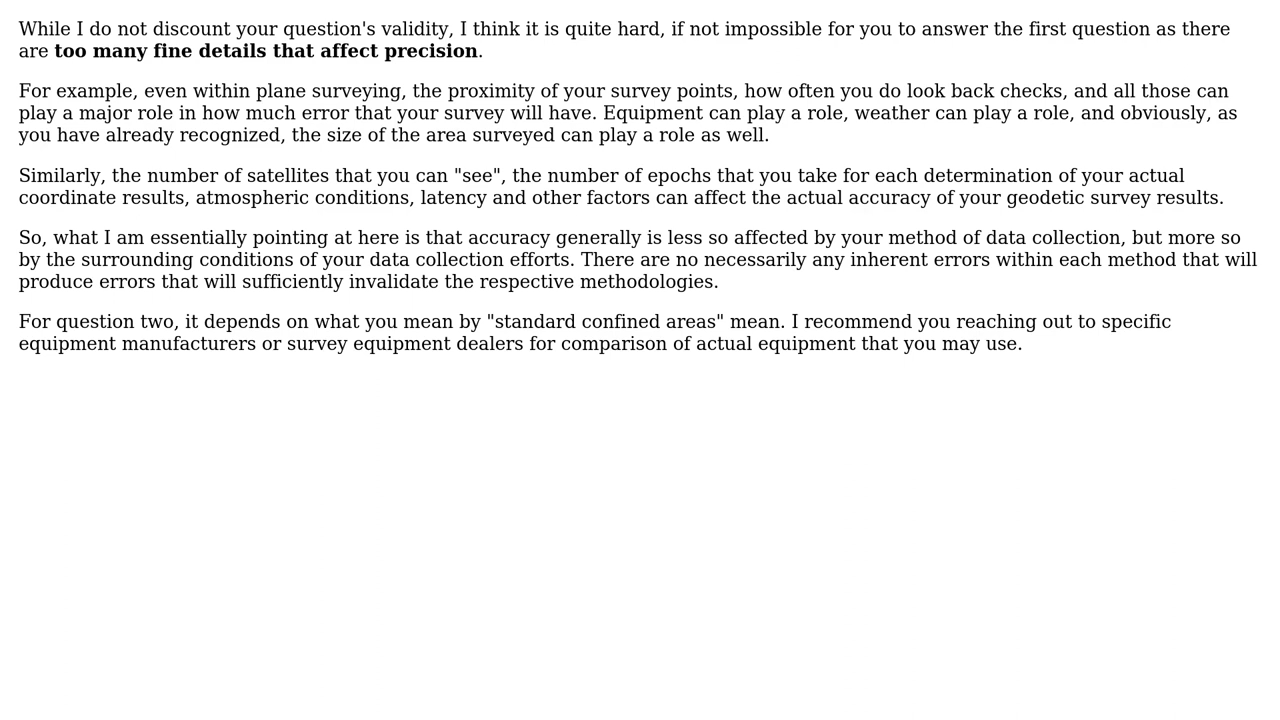 While I do not discount your question's validity, I think it is quite hard, if not impossible for you to answer the first question as there
are too many fine details that affect precision.
For example, even within plane surveying, the proximity of your survey points, how often you do look back checks, and all those can
play a major role in how much error that your survey will have. Equipment can play a role, weather can play a role, and obviously, as
you have already recognized, the size of the area surveyed can play a role as well.
Similarly, the number of satellites that you can "see", the number of epochs that you take for each determination of your actual
coordinate results, atmospheric conditions, latency and other factors can affect the actual accuracy of your geodetic survey results.
So, what I am essentially pointing at here is that accuracy generally is less so affected by your method of data collection, but more so
by the surrounding conditions of your data collection efforts. There are no necessarily any inherent errors within each method that will
produce errors that will sufficiently invalidate the respective methodologies.
For question two, it depends on what you mean by "standard confined areas" mean. I recommend you reaching out to specific
equipment manufacturers or survey equipment dealers for comparison of actual equipment that you may use.